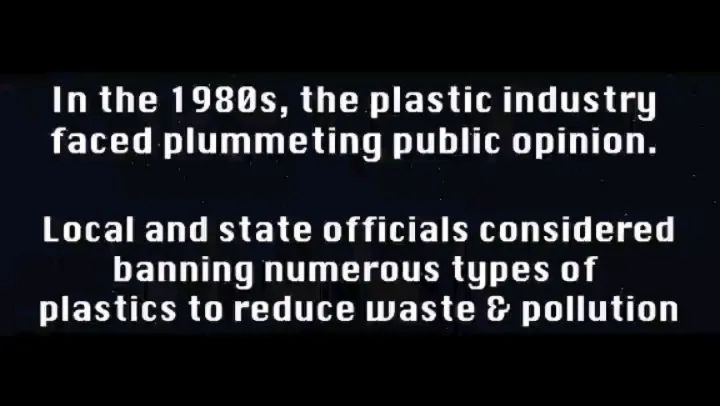 In the 1980s, the plastic industry
faced plummeting public opinion.
Local and state officials considered
banning numerous types of
plastics to reduce waste & pollution